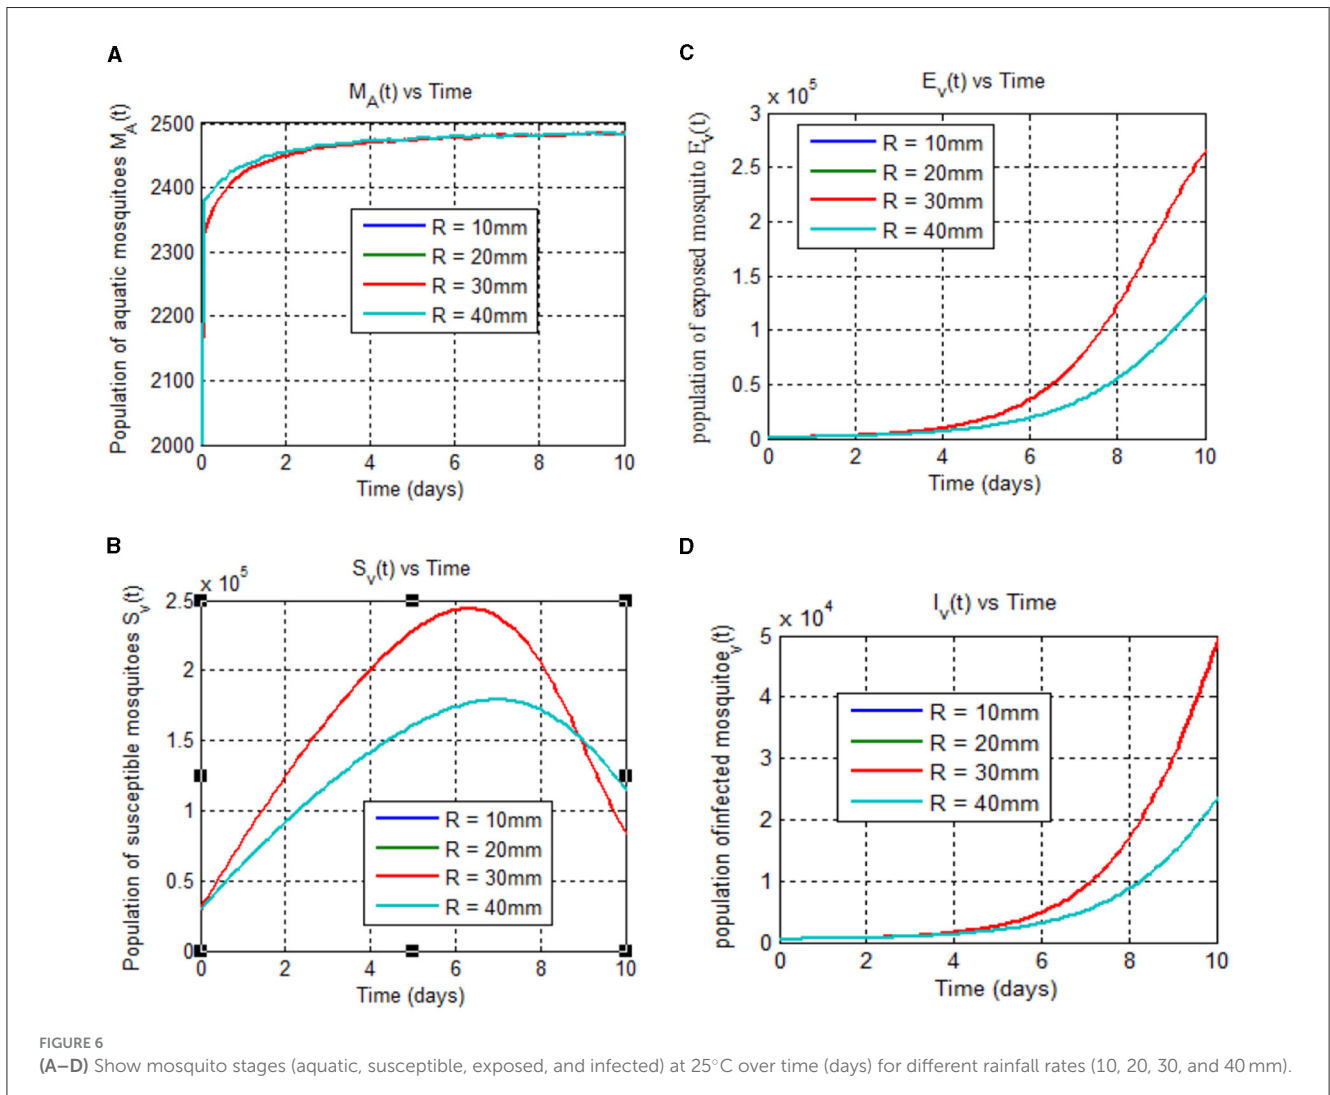 A
M_A(t) vs Time
Population of aquatic mosquitoes M_A(t)
2500
2400
2300
2200
2100
2000
R = 10mm
R = 20mm
R = 30mm
R = 40mm
0 2 4 6 8 10
Time (days)
C
E_v(t) vs Time
x 10^5
population of exposed mosquito E_v(t)
3
2.5
2
1.5
1
0.5
0
R = 10mm
R = 20mm
R = 30mm
R = 40mm
0 2 4 6 8 10
Time (days)
B
S_v(t) vs Time
x 10^5
Population of susceptible mosquitoes S_v(t)
2.5
2
1.5
1
0.5
0
R = 10mm
R = 20mm
R = 30mm
R = 40mm
0 2 4 6 8 10
Time (days)
D
I_v(t) vs Time
x 10^4
population ofinfected mosquitoe_v(t)
5
4
3
2
1
0
R = 10mm
R = 20mm
R = 30mm
R = 40mm
0 2 4 6 8 10
Time (days)
FIGURE 6
(A–D) Show mosquito stages (aquatic, susceptible, exposed, and infected) at 25°C over time (days) for different rainfall rates (10, 20, 30, and 40 mm).